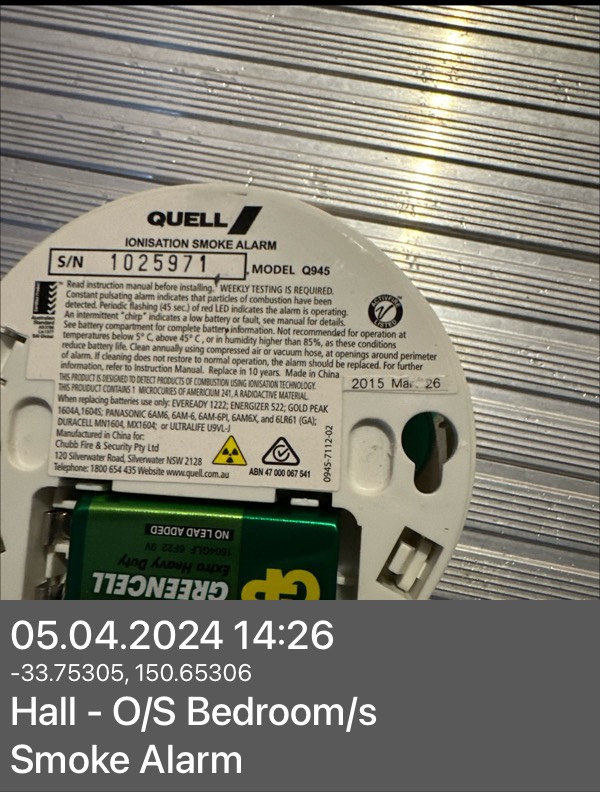 QUELL
IONISATION SMOKE ALARM
S/N 1025971 , MODEL Q945
Read instruction manual before installing. WEEKLY TESTING IS REQUIRED.
Constant pulsating alarm indicates that particles of combustion have been
detected. Periodic flashing (45 sec.) of red LED indicates the alarm is operating.
An intermittent "chirp" indicates a low battery or fault, see manual for details.
See battery compartment for complete battery information. Not recommended for operation at
temperatures below 5° C, above 45° C , or in humidity higher than 85%, as these conditions
reduce battery life. Clean annually using compressed air or vacuum hose, at openings around perimeter
of alarm. If cleaning does not restore to normal operation, the alarm should be replaced. For further
information, refer to Instruction Manual. Replace in 10 years. Made in China
2015 Mar. 26
THIS PRODUCT IS DESIGNED TO DETECT PRODUCTS OF COMBUSTION USING IONISATION TECHNOLOGY.
THIS PRODUCT CONTAINS 1 MICROCURIES OF AMERICIUM 241, A RADIOACTIVE MATERIAL.
When replacing batteries use only: EVEREADY 1222; ENERGIZER 522; GOLD PEAK
1604A, 1604S; PANASONIC 6AM6, 6AM-6, 6AM-6PI, 6AM6X, and 6LR61 (GA);
DURACELL MN1604, MX1604; or ULTRALIFE U9VL-J
Manufactured in China for:
Chubb Fire & Security Pty Ltd
120 Silverwater Road, Silverwater NSW 2128
Telephone: 1800 654 435 Website www.quell.com.au
ABN 47 000 067 541
0945-7112-02
ACTIVFIRE
LISTED
NO LEAD ADDED
1604GLF 6F22 9V
Extra Heavy Duty
GREENCELL
GP
05.04.2024 14:26
-33.75305, 150.65306
Hall - O/S Bedroom/s
Smoke Alarm